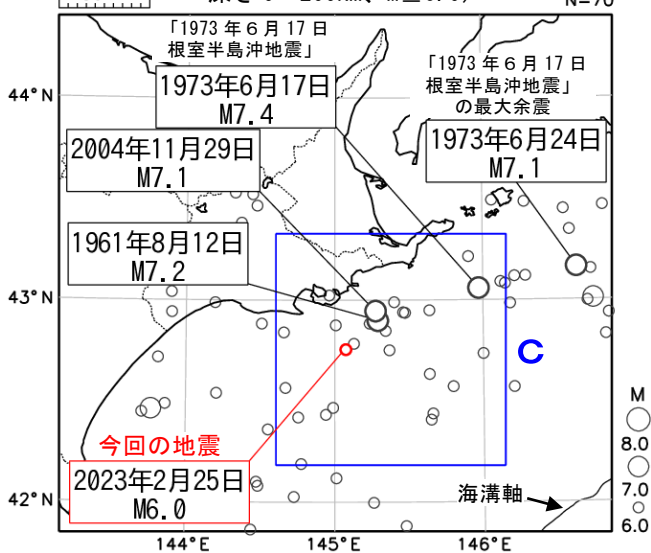 N=70
「1973年６月17日
根室半島沖地震」
1973年6月17日
M7.4
「1973年６月17日
根室半島沖地震」
の最大余震
1973年6月24日
M7.1
2004年11月29日
M7.1
1961年8月12日
M7.2
44°N
43°N
42°N
C
今回の地震
2023年2月25日
M6.0
海溝軸
M
8.0
7.0
6.0
144°E
145°E
146°E